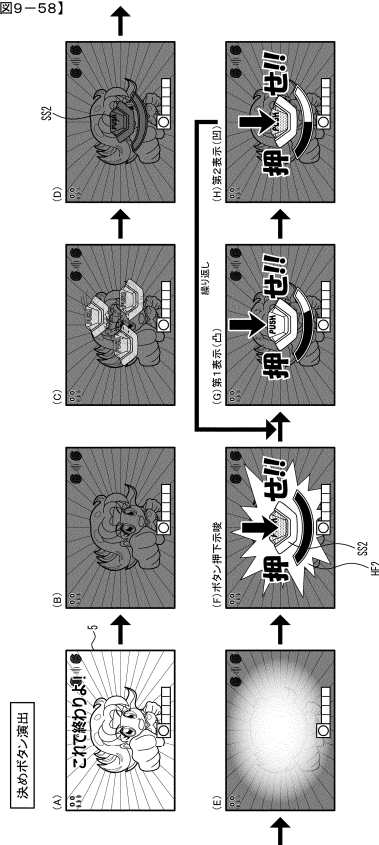 図9-58】
決めボタン演出
(A)
これで終わりよ!
5
(B)
(C)
(D)
SS2
(E)
(F)ボタン押下示唆
押せ!!
SS2
HF2
(G)第1表示(凸)
押せ!!
PUSH
繰り返し
(H)第2表示(凹)
押せ!!
PUSH